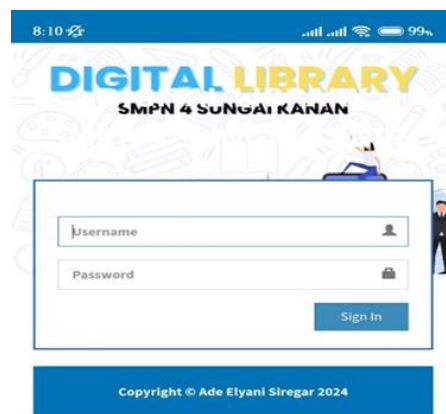 8:10 99%
DIGITAL LIBRARY
SMPN 4 SUNGAI KANAN
Username
Password
Sign In
Copyright © Ade Elyani Siregar 2024